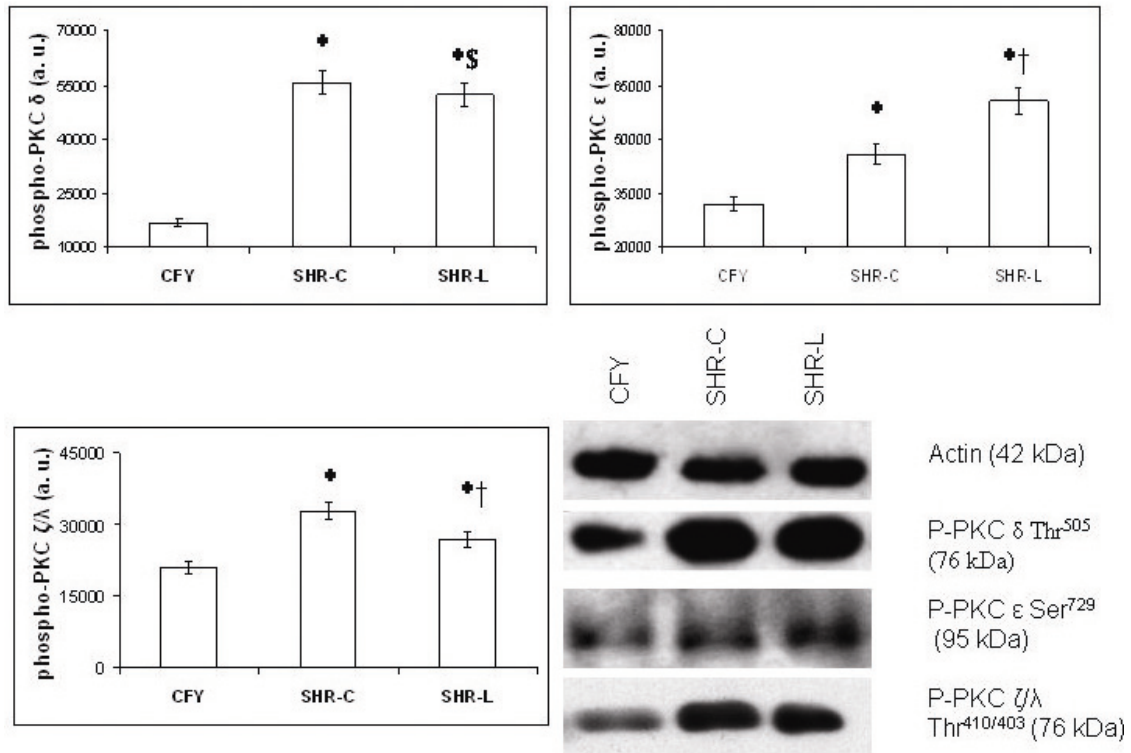 phospho-PKC δ (a. u.)
70000
55000
40000
25000
10000
*
*$
CFY
SHR-C
SHR-L
phospho-PKC ε (a. u.)
80000
65000
50000
35000
20000
*
*†
CFY
SHR-C
SHR-L
phospho-PKC ζ/λ (a. u.)
45000
30000
15000
0
*
*†
CFY
SHR-C
SHR-L
CFY
SHR-C
SHR-L
Actin (42 kDa)
P-PKC δ Thr⁵⁰⁵
(76 kDa)
P-PKC ε Ser⁷²⁹
(95 kDa)
P-PKC ζ/λ
Thr⁴¹⁰/⁴⁰³ (76 kDa)